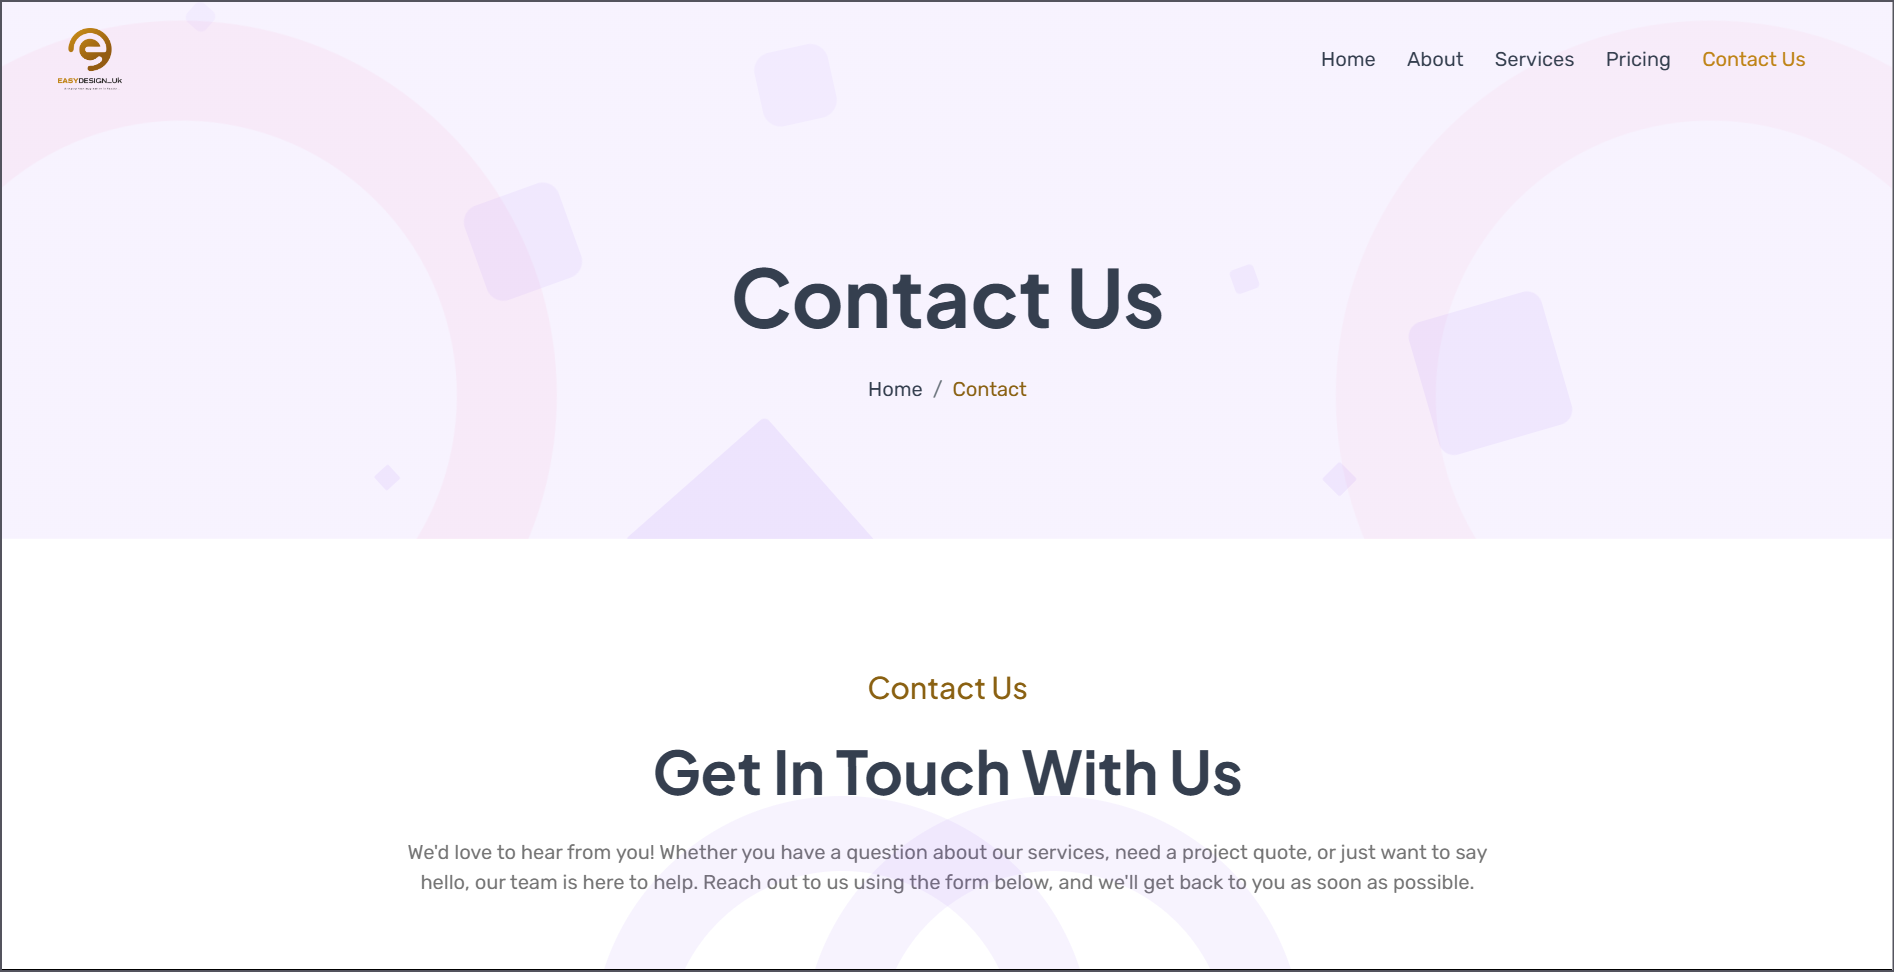 EASYDESIGN_Uk
Home About Services Pricing Contact Us
Contact Us
Home / Contact
Contact Us
Get In Touch With Us
We'd love to hear from you! Whether you have a question about our services, need a project quote, or just want to say
hello, our team is here to help. Reach out to us using the form below, and we'll get back to you as soon as possible.